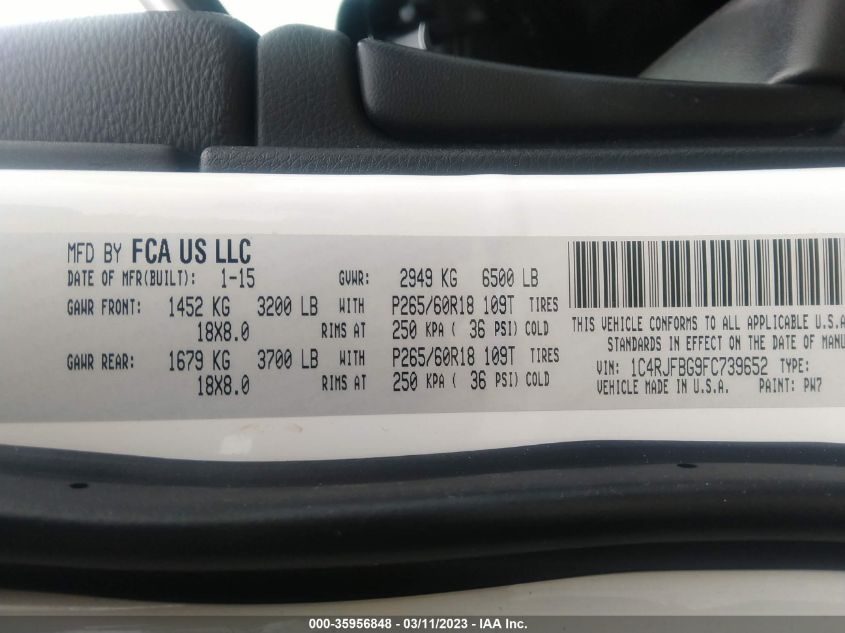 MFD BY FCA US LLC
DATE OF MFR(BUILT): 1-15 GVWR: 2949 KG 6500 LB
GAWR FRONT: 1452 KG 3200 LB WITH P265/60R18 109T TIRES
18X8.0 RIMS AT 250 KPA ( 36 PSI) COLD
GAWR REAR: 1679 KG 3700 LB WITH P265/60R18 109T TIRES
18X8.0 RIMS AT 250 KPA ( 36 PSI) COLD
THIS VEHICLE CONFORMS TO ALL APPLICABLE U.S.A
STANDARDS IN EFFECT ON THE DATE OF MANU
VIN: 1C4RJFBG9FC739652 TYPE:
VEHICLE MADE IN U.S.A. PAINT: PW7
000-35956848 — 03/11/2023 - IAA Inc.